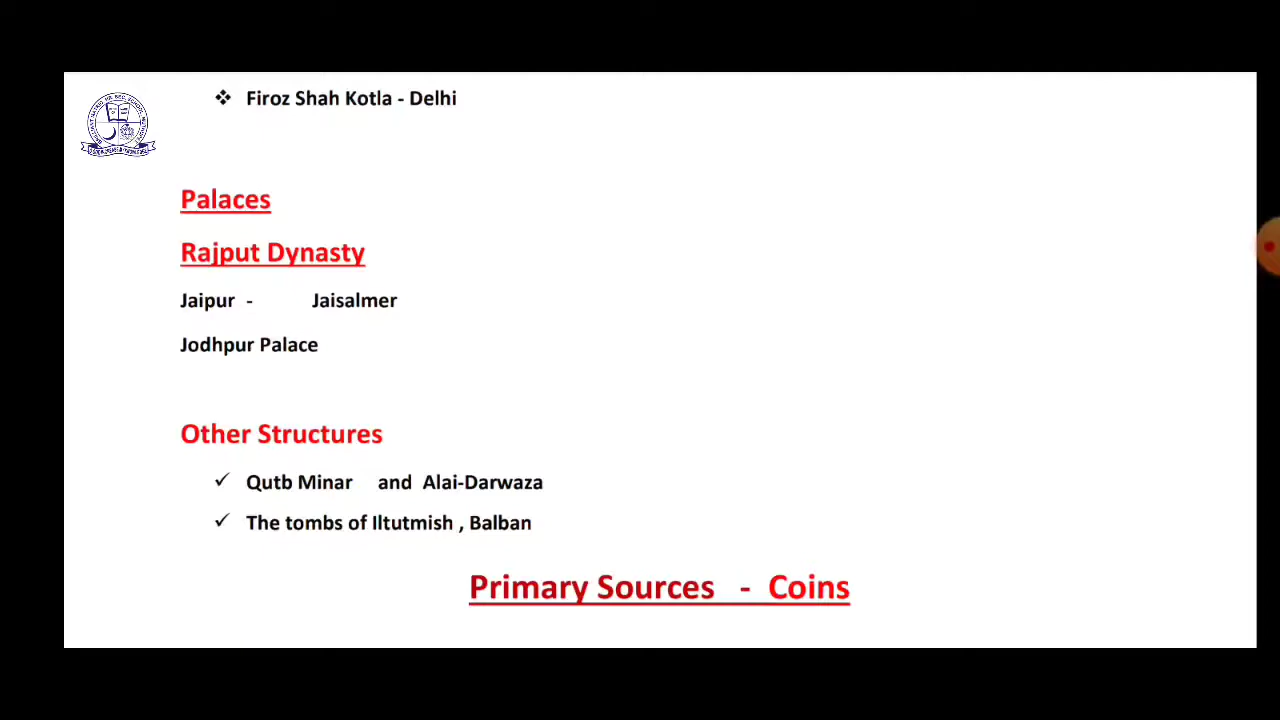 ❖ Firoz Shah Kotla - Delhi
Palaces
Rajput Dynasty
Jaipur - Jaisalmer
Jodhpur Palace
Other Structures
✓ Qutb Minar and Alai-Darwaza
✓ The tombs of Iltutmish , Balban
Primary Sources - Coins